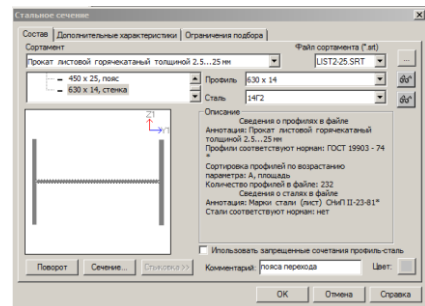 Стальное сечение
Состав Дополнительные характеристики Ограничения подбора
Сортамент
Файл сортамента (*.srt)
Прокат листовой горячекатаный толщиной 2.5...25 мм
LIST2-25.SRT
...
450 x 25, пояс
630 x 14, стенка
Профиль 630 x 14
Сталь 14Г2
Z1
Y1
Описание
Сведения о профилях в файле
Аннотация: Прокат листовой горячекатаный
толщиной 2.5...25 мм
Профили соответствуют нормам: ГОСТ 19903 - 74
*
Сортировка профилей по возрастанию
параметра: A, площадь
Количество профилей в файле: 232
Сведения о сталях в файле
Аннотация: Марки стали (лист) СНиП II-23-81*
Стали соответствуют нормам: нет
Использовать запрещенные сочетания профиль-сталь
Поворот Сечение... Стыковка >> Комментарий: пояса перехода Цвет:
OK Отмена Справка